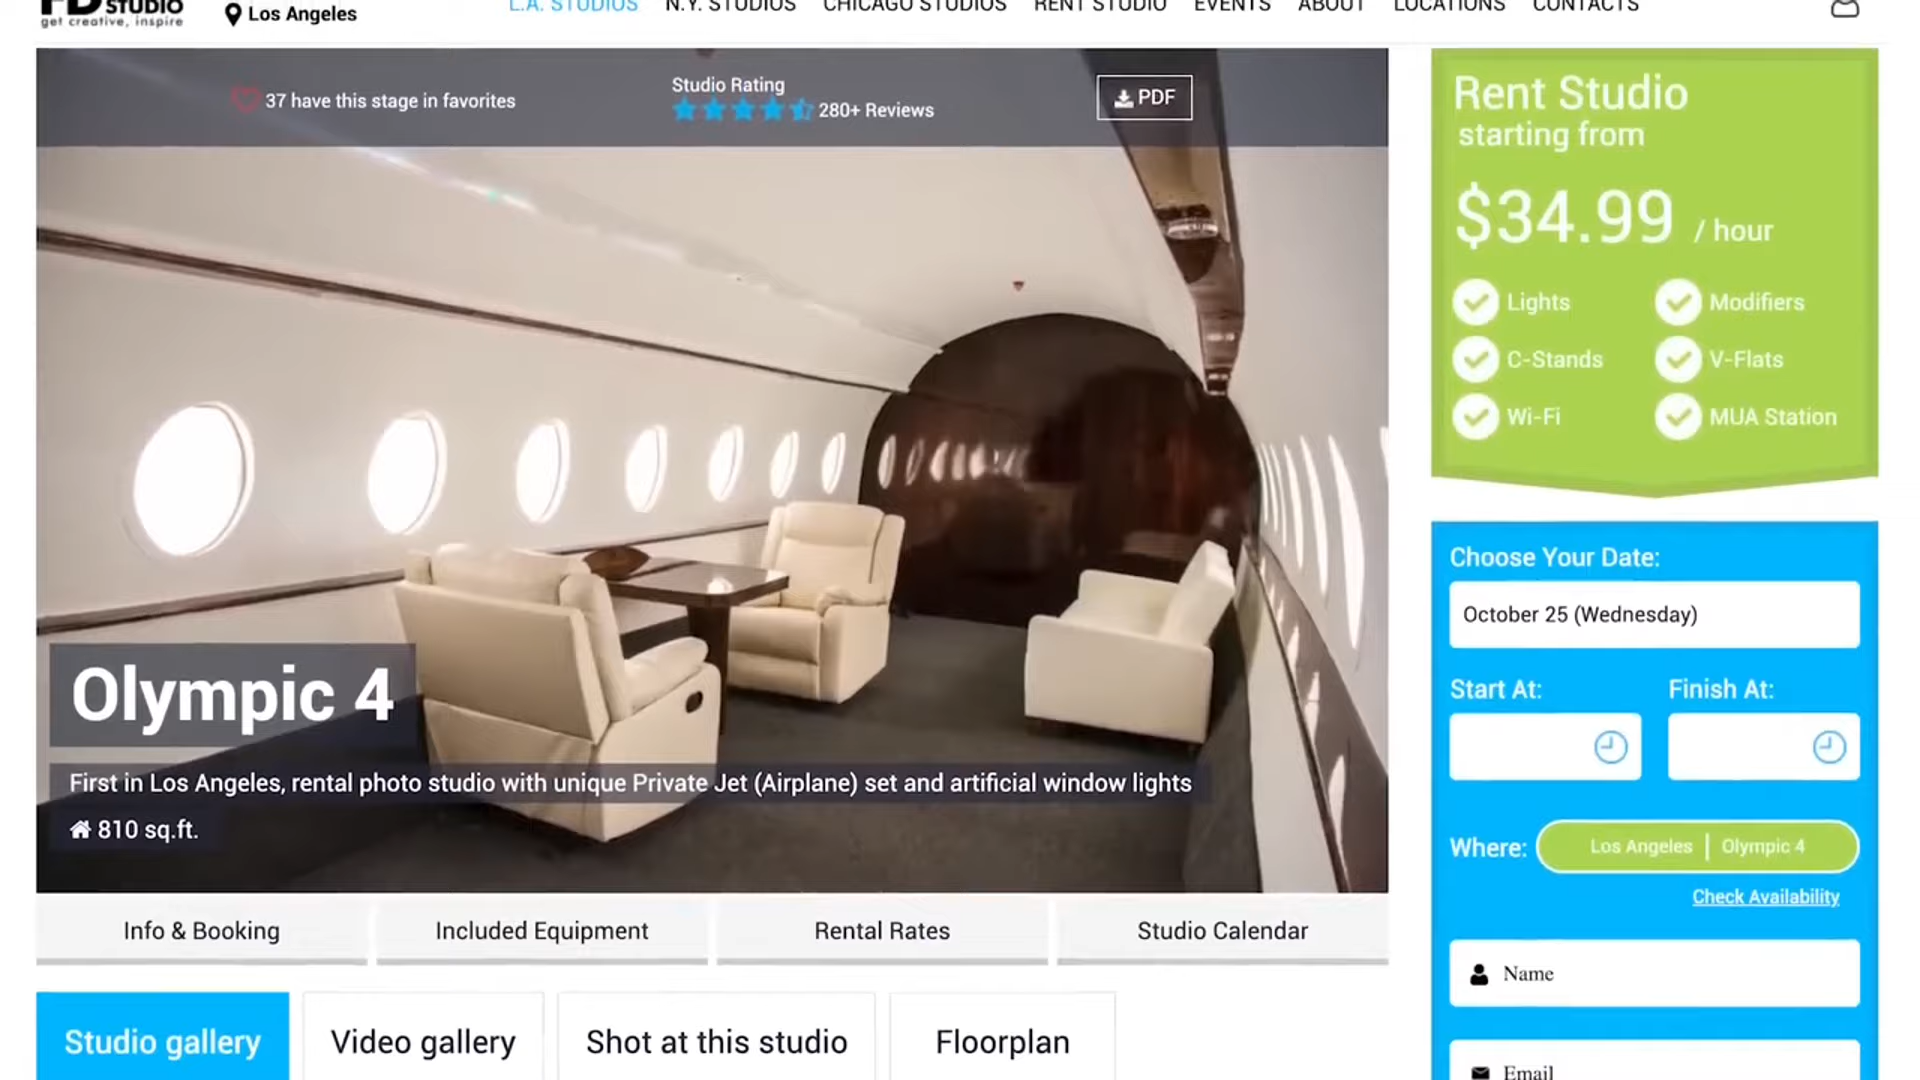 FD STUDIO
get creative, inspire
Los Angeles
L.A. STUDIOS
N.Y. STUDIOS
CHICAGO STUDIOS
RENT STUDIO
EVENTS
ABOUT
LOCATIONS
CONTACTS
37 have this stage in favorites
Studio Rating
280+ Reviews
PDF
Olympic 4
First in Los Angeles, rental photo studio with unique Private Jet (Airplane) set and artificial window lights
810 sq.ft.
Info & Booking
Included Equipment
Rental Rates
Studio Calendar
Studio gallery
Video gallery
Shot at this studio
Floorplan
Rent Studio
starting from
$34.99 / hour
Lights
Modifiers
C-Stands
V-Flats
Wi-Fi
MUA Station
Choose Your Date:
October 25 (Wednesday)
Start At:
Finish At:
Where: Los Angeles | Olympic 4
Check Availability
Name
Email